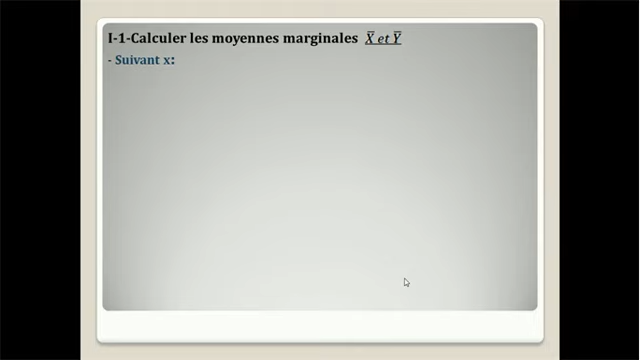 I-1-Calculer les moyennes marginales X̅ et Y̅
- Suivant x: